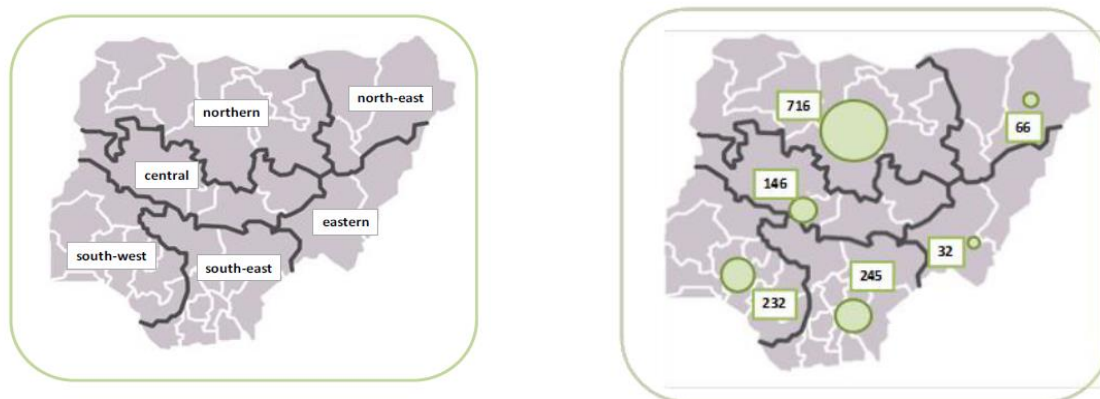 northern
north-east
central
eastern
south-west
south-east
716
66
146
32
245
232